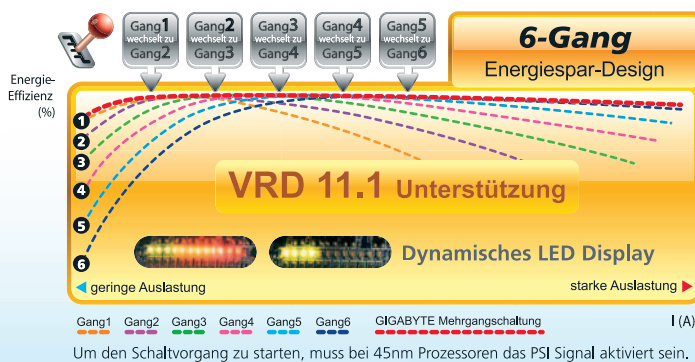 Gang1 Gang2 Gang3 Gang4 Gang5
wechselt zu wechselt zu wechselt zu wechselt zu wechselt zu
Gang2 Gang3 Gang4 Gang5 Gang6
6-Gang
Energiespar-Design
Energie-
Effizienz
(%)
1
2
3
4
5
6
VRD 11.1 Unterstützung
Dynamisches LED Display
geringe Auslastung starke Auslastung
Gang1 Gang2 Gang3 Gang4 Gang5 Gang6 GIGABYTE Mehrgangschaltung I (A)
Um den Schaltvorgang zu starten, muss bei 45nm Prozessoren das PSI Signal aktiviert sein.